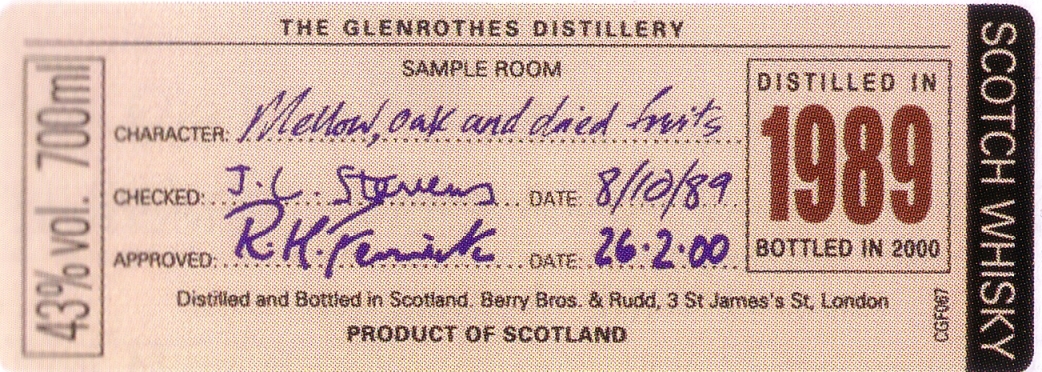 THE GLENROTHES DISTILLERY
SAMPLE ROOM
CHARACTER: Mellow, oak and dried fruits
CHECKED: J.C. Stevens DATE: 8/10/89
APPROVED: R.H. Fenwick DATE: 26.2.00
Distilled and Bottled in Scotland. Berry Bros. & Rudd, 3 St James's St, London
PRODUCT OF SCOTLAND
43% vol. 700ml
DISTILLED IN
1989
BOTTLED IN 2000
CGF067
SCOTCH WHISKY